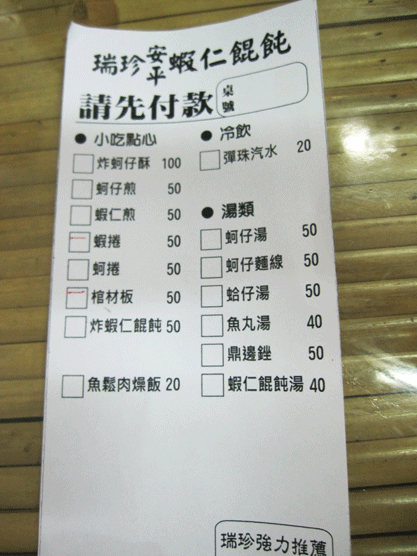 瑞珍安平蝦仁餛飩
請先付款 桌號
● 小吃點心
炸蚵仔酥 100
蚵仔煎 50
蝦仁煎 50
蝦捲 50
蚵捲 50
棺材板 50
炸蝦仁餛飩 50
魚鬆肉燥飯 20
● 冷飲
彈珠汽水 20
● 湯類
蚵仔湯 50
蚵仔麵線 50
蛤仔湯 50
魚丸湯 40
鼎邊銼 50
蝦仁餛飩湯 40
瑞珍強力推薦